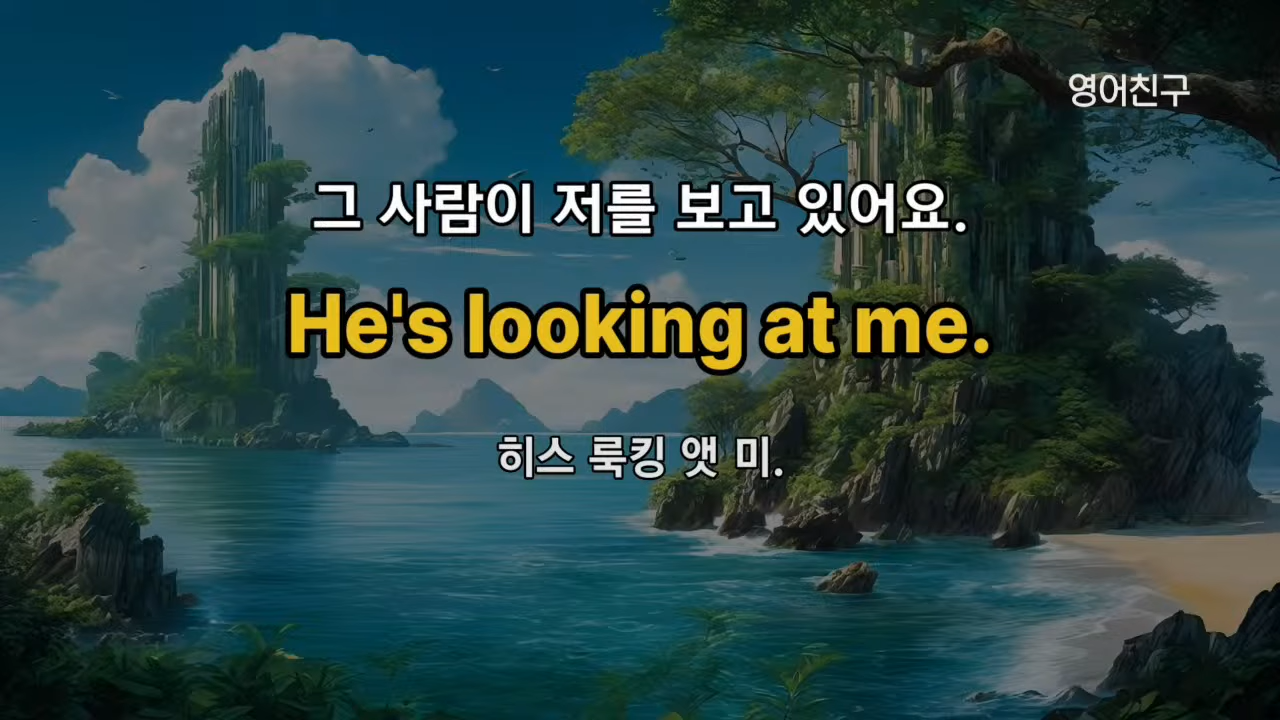 영어친구
그 사람이 저를 보고 있어요.
He's looking at me.
히스 룩킹 앳 미.